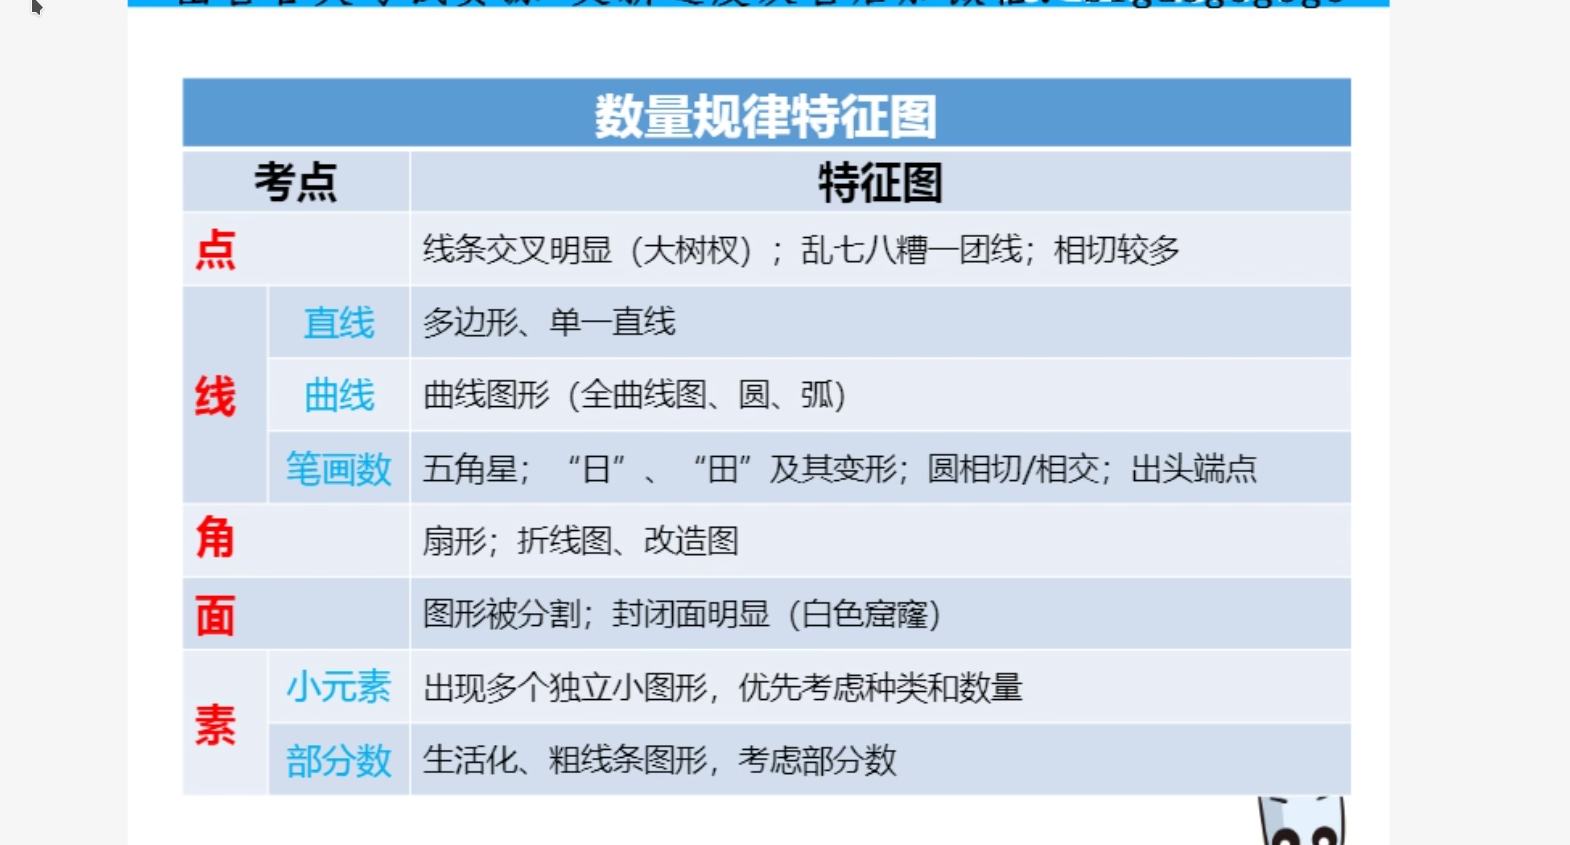 数量规律特征图
考点 特征图
点 线条交叉明显（大树杈）；乱七八糟一团线；相切较多
线 直线 多边形、单一直线
曲线 曲线图形（全曲线图、圆、弧）
笔画数 五角星；“日”、“田”及其变形；圆相切/相交；出头端点
角 扇形；折线图、改造图
面 图形被分割；封闭面明显（白色窟窿）
素 小元素 出现多个独立小图形，优先考虑种类和数量
部分数 生活化、粗线条图形，考虑部分数